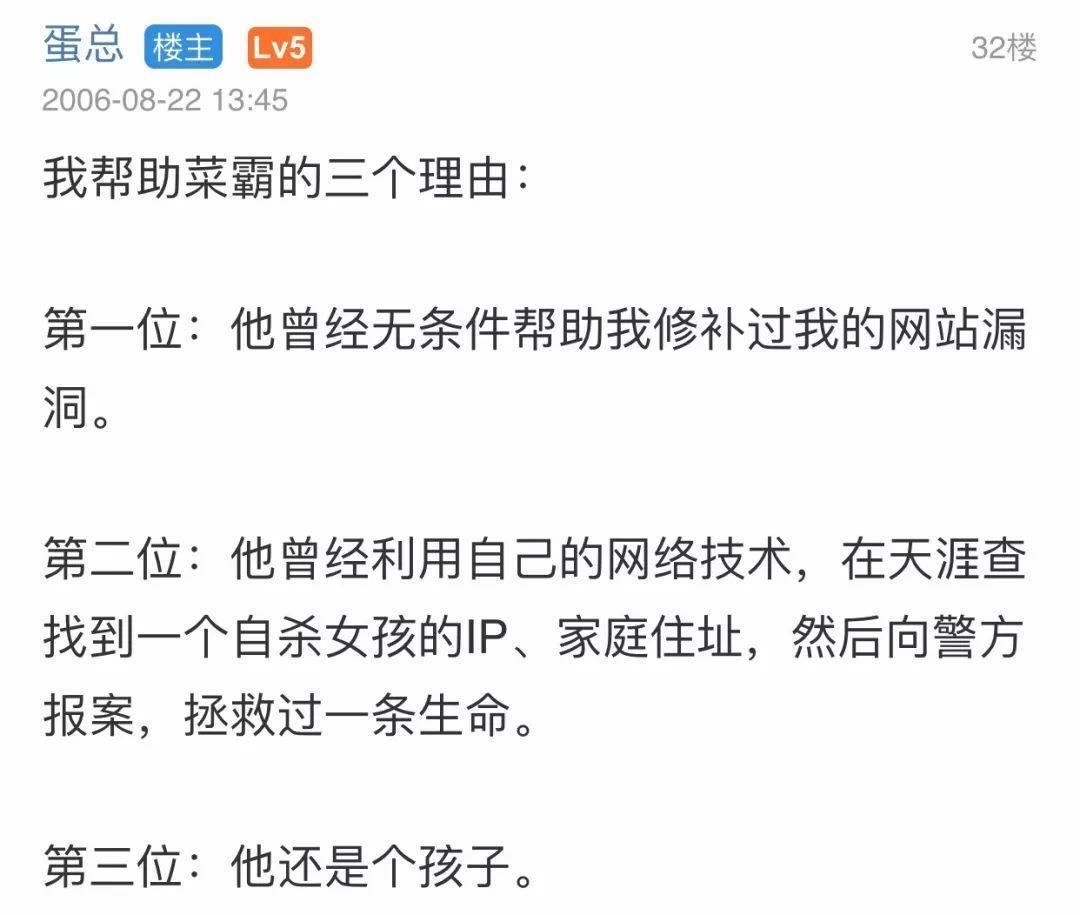 蛋总 楼主 Lv5 32楼
2006-08-22 13:45
我帮助菜霸的三个理由：
第一位：他曾经无条件帮助我修补过我的网站漏
洞。
第二位：他曾经利用自己的网络技术，在天涯查
找到一个自杀女孩的IP、家庭住址，然后向警方
报案，拯救过一条生命。
第三位：他还是个孩子。